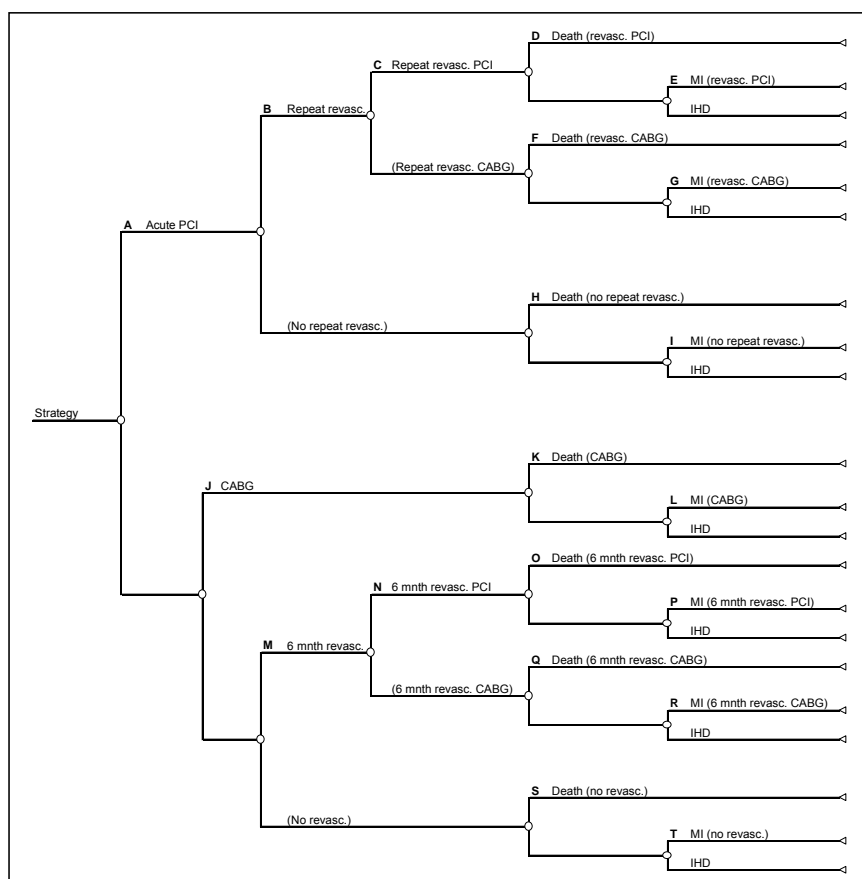 D Death (revasc. PCI)
C Repeat revasc. PCI
E MI (revasc. PCI)
B Repeat revasc.
IHD
F Death (revasc. CABG)
(Repeat revasc. CABG)
G MI (revasc. CABG)
IHD
A Acute PCI
H Death (no repeat revasc.)
(No repeat revasc.)
I MI (no repeat revasc.)
IHD
Strategy
K Death (CABG)
J CABG
L MI (CABG)
IHD
O Death (6 mnth revasc. PCI)
N 6 mnth revasc. PCI
P MI (6 mnth revasc. PCI)
IHD
M 6 mnth revasc.
Q Death (6 mnth revasc. CABG)
(6 mnth revasc. CABG)
R MI (6 mnth revasc. CABG)
IHD
S Death (no revasc.)
(No revasc.)
T MI (no revasc.)
IHD